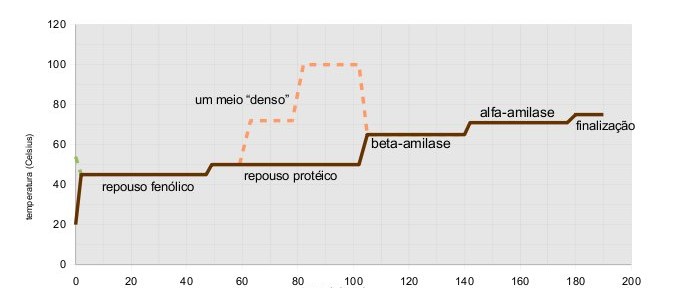 120
100
80
60
40
20
0
temperatura (Celsius)
um meio “denso”
alfa-amilase
finalização
beta-amilase
repouso protéico
repouso fenólico
0 20 40 60 80 100 120 140 160 180 200